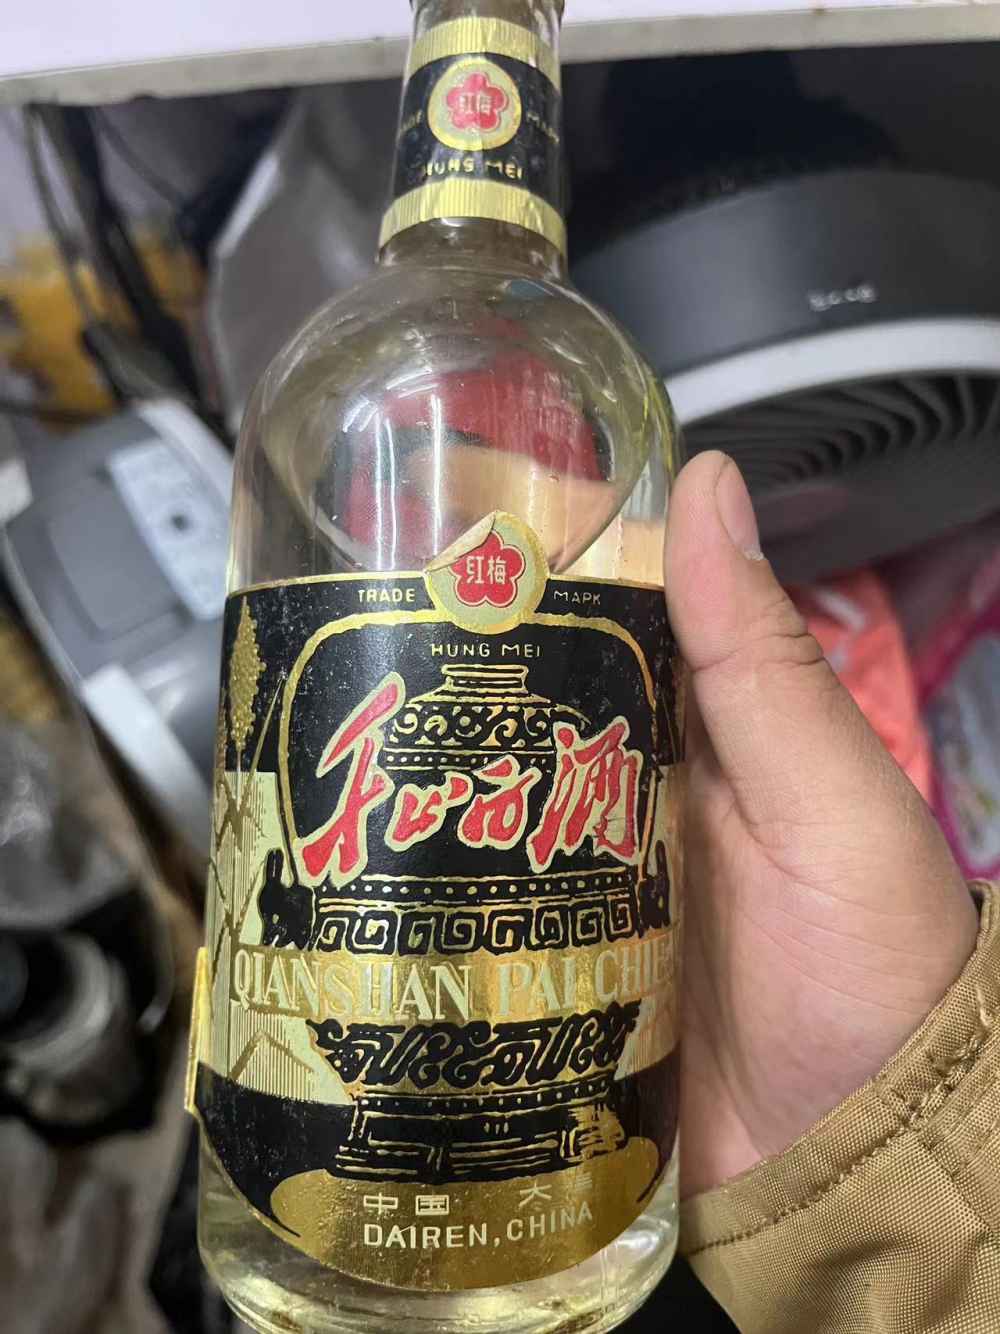 红梅
HUNG MEI
红梅
TRADE MARK
HUNG MEI
千山白酒
QIANSHAN PAI CHIEW
中国 大
DAIREN, CHINA